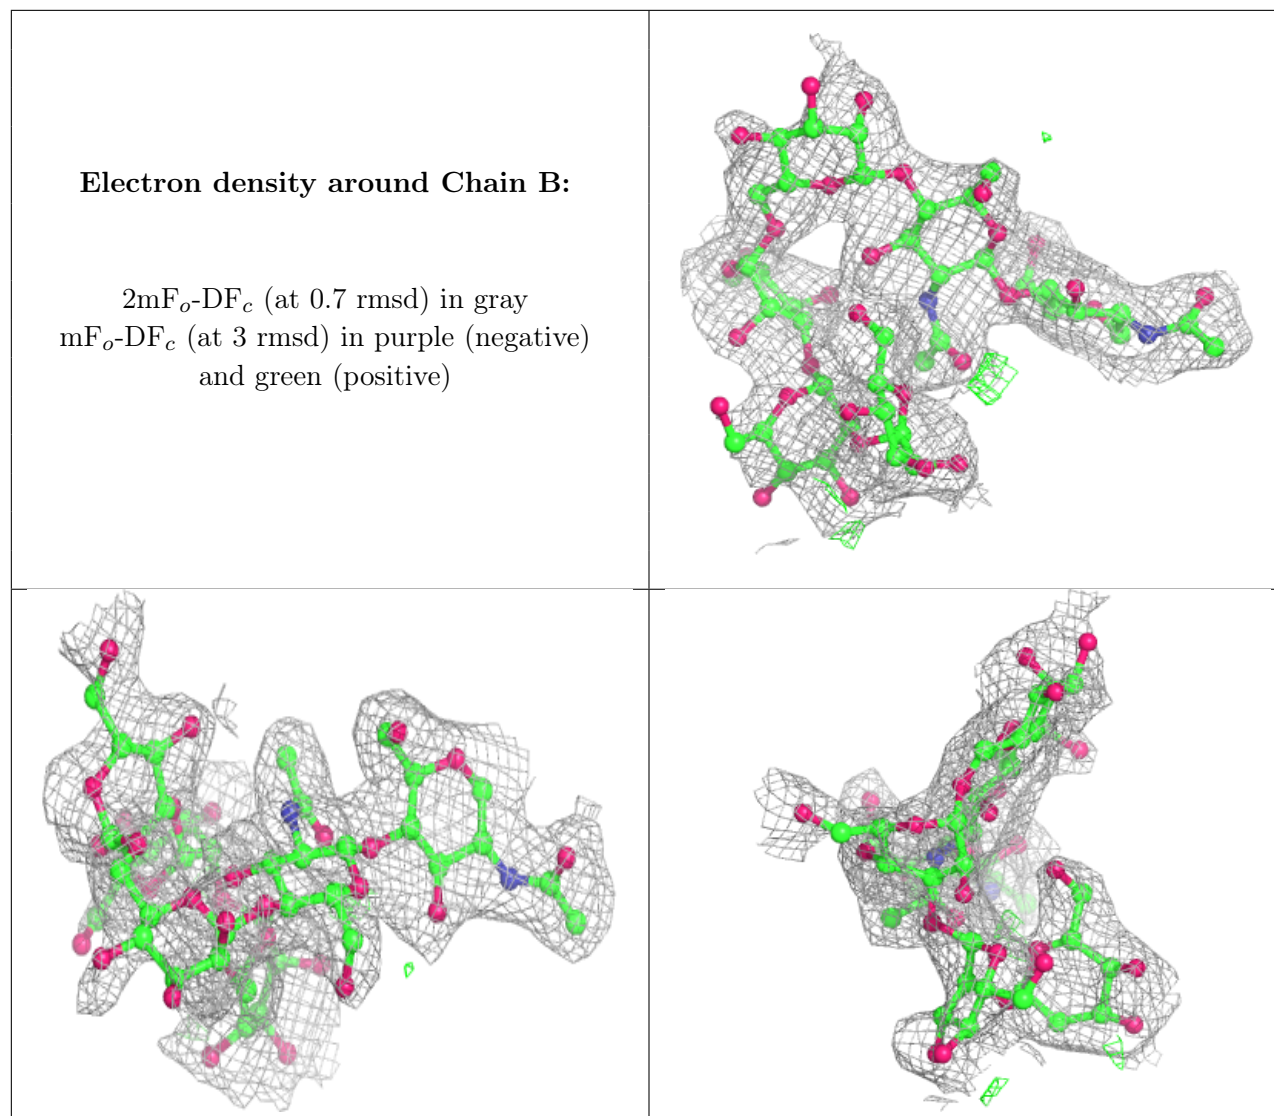 Electron density around Chain B:
2mFₒ-DF𝒸 (at 0.7 rmsd) in gray
mFₒ-DF𝒸 (at 3 rmsd) in purple (negative)
and green (positive)